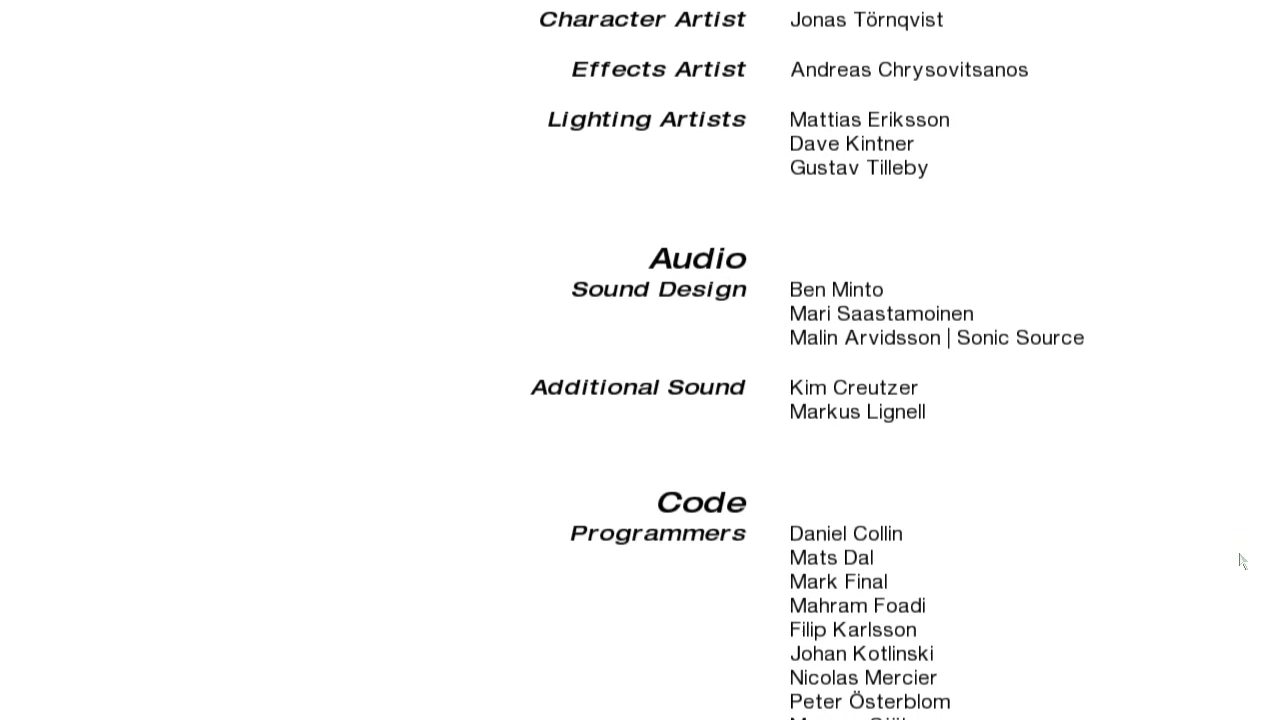 Character Artist Jonas Törnqvist
Effects Artist Andreas Chrysovitsanos
Lighting Artists Mattias Eriksson
Dave Kintner
Gustav Tilleby
Audio
Sound Design Ben Minto
Mari Saastamoinen
Malin Arvidsson | Sonic Source
Additional Sound Kim Creutzer
Markus Lignell
Code
Programmers Daniel Collin
Mats Dal
Mark Final
Mahram Foadi
Filip Karlsson
Johan Kotlinski
Nicolas Mercier
Peter Österblom